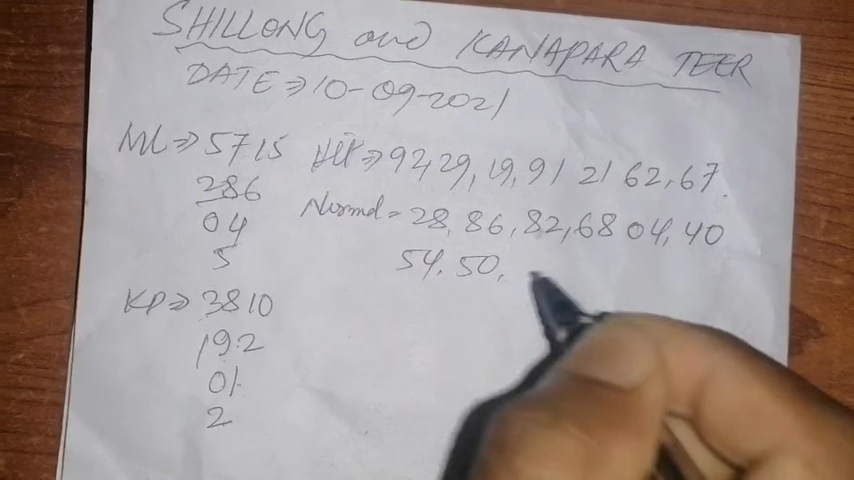 SHILLONG and KANAPARA TEER
DATE ⇒ 10-09-2021
ML ⇒ 5715
286
04
5
Hit ⇒ 92,29, 19, 91 21 62, 67.
Normal = 28, 86, 82, 68 04, 40
54, 50,
KP ⇒ 3810
192
01
2